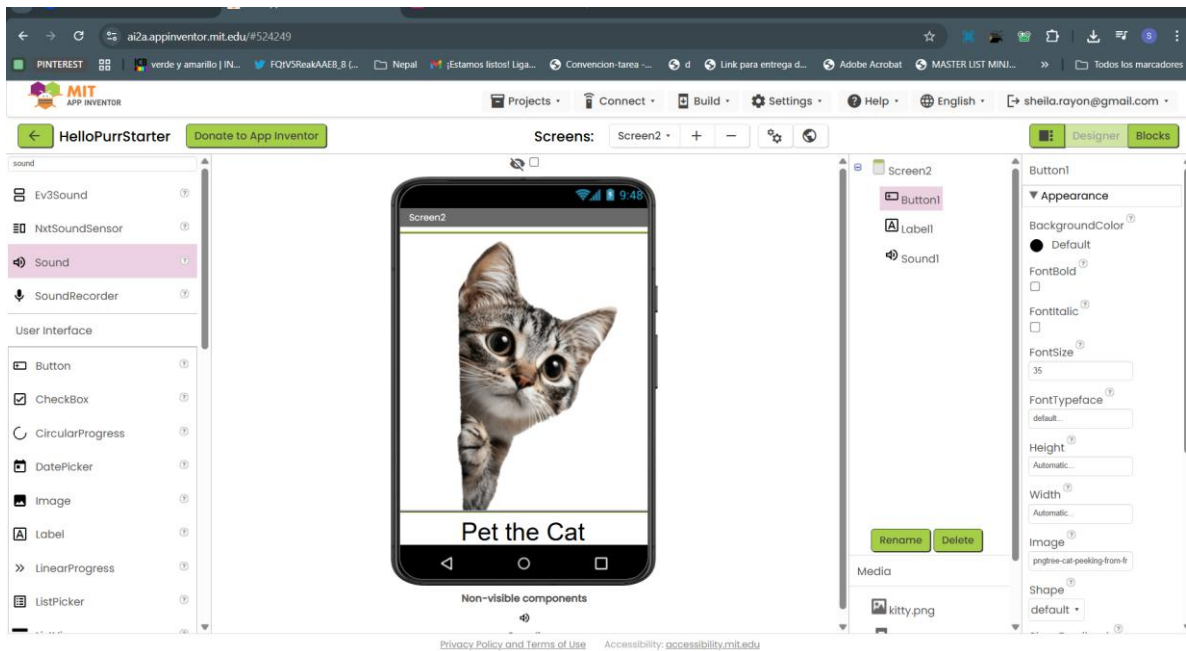 ai2a.appinventor.mit.edu/#524249
PINTEREST verde y amarillo | IN... FQtV5ReakAAEB_8 (... Nepal ¡Estamos listos! Liga... Convencion-tarea -... d Link para entrega d... Adobe Acrobat MASTER LIST MINJ... » Todos los marcadores
MIT
APP INVENTOR
Projects Connect Build Settings Help English sheila.rayon@gmail.com
HelloPurrStarter Donate to App Inventor Screens: Screen2 + − Designer Blocks
sound
Ev3Sound
NxtSoundSensor
Sound
SoundRecorder
User Interface
Button
CheckBox
CircularProgress
DatePicker
Image
Label
LinearProgress
ListPicker
9:48
Screen2
Pet the Cat
Non-visible components
Screen2
Button1
Label1
Sound1
Rename Delete
Media
kitty.png
Button1
Appearance
BackgroundColor
Default
FontBold
FontItalic
FontSize
35
FontTypeface
default...
Height
Automatic...
Width
Automatic...
Image
pngtree-cat-peeking-from-fr
Shape
default
Privacy Policy and Terms of Use Accessibility: accessibility.mit.edu